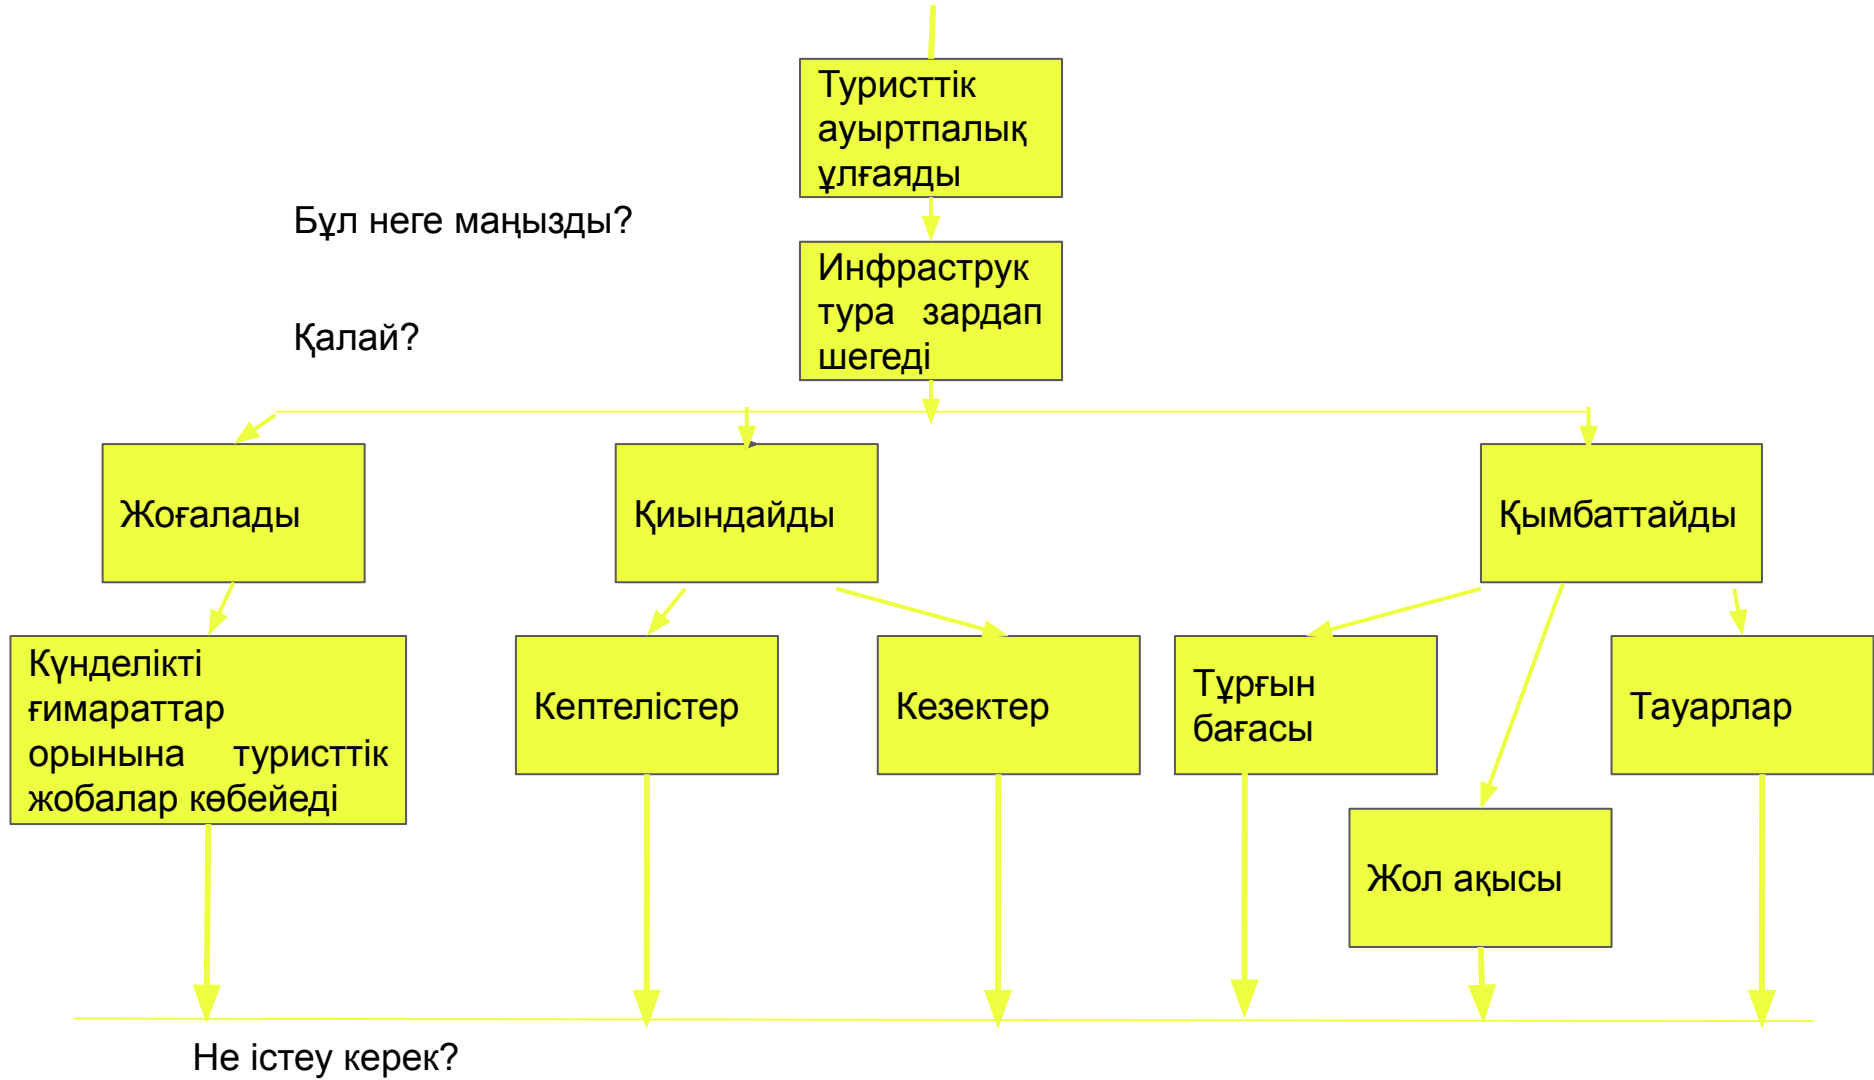 Туристтік
ауыртпалық
ұлғаяды
Бұл неге маңызды?
Инфраструк
тура зардап
шегеді
Қалай?
Жоғалады
Қиындайды
Қымбаттайды
Күнделікті
ғимараттар
орынына туристтік
жобалар көбейеді
Кептелістер
Кезектер
Тұрғын
бағасы
Тауарлар
Жол ақысы
Не істеу керек?